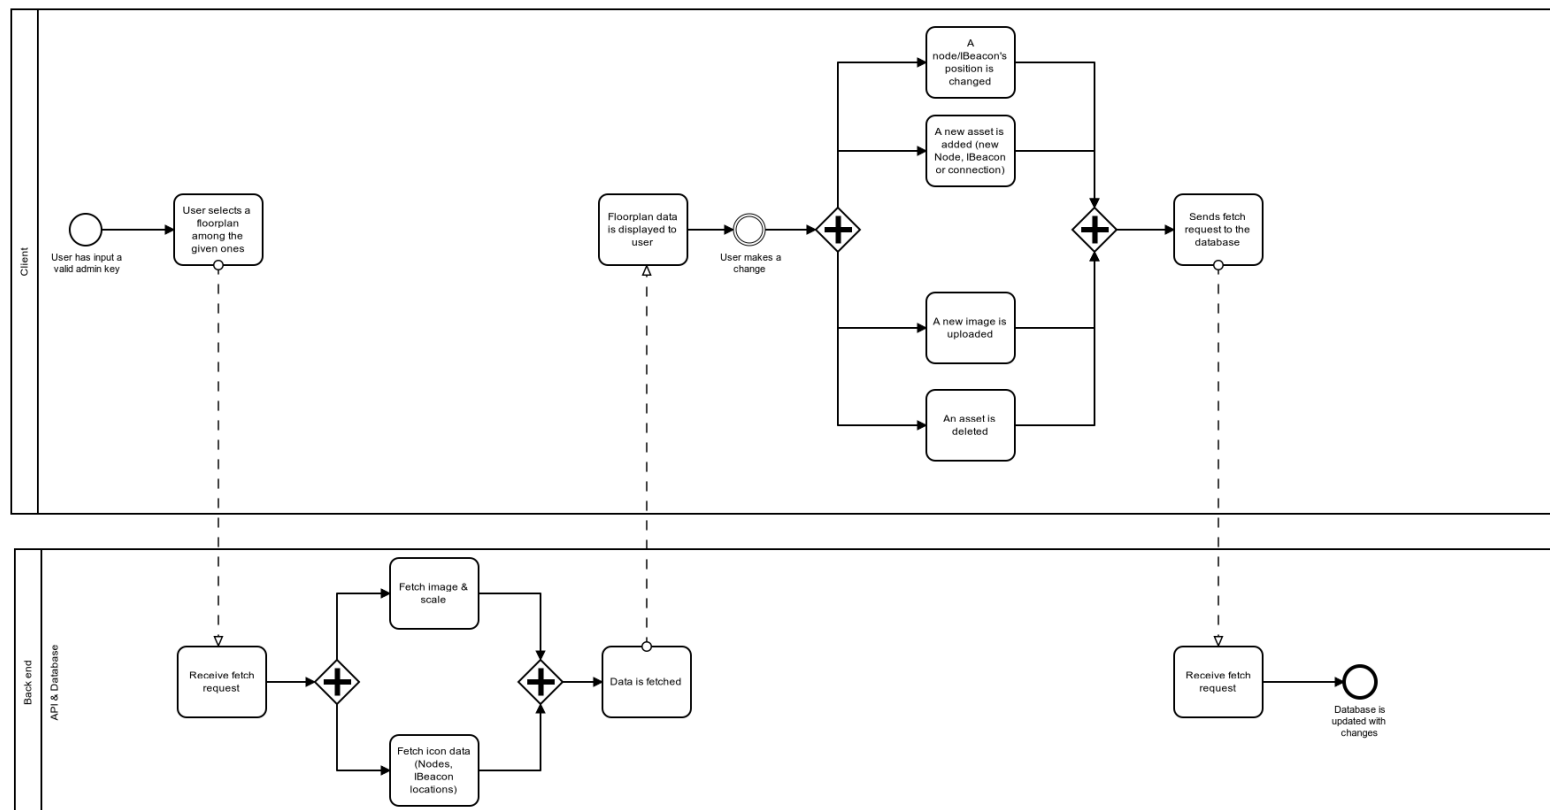 Client
User has input a
valid admin key
User selects a
floorplan
among the
given ones
Floorplan data
is displayed to
user
User makes a
change
A
node/IBeacon's
position is
changed
A new asset is
added (new
Node, IBeacon
or connection)
A new image is
uploaded
An asset is
deleted
Sends fetch
request to the
database
Back end
API & Database
Receive fetch
request
Fetch image &
scale
Fetch icon data
(Nodes,
IBeacon
locations)
Data is fetched
Receive fetch
request
Database is
updated with
changes